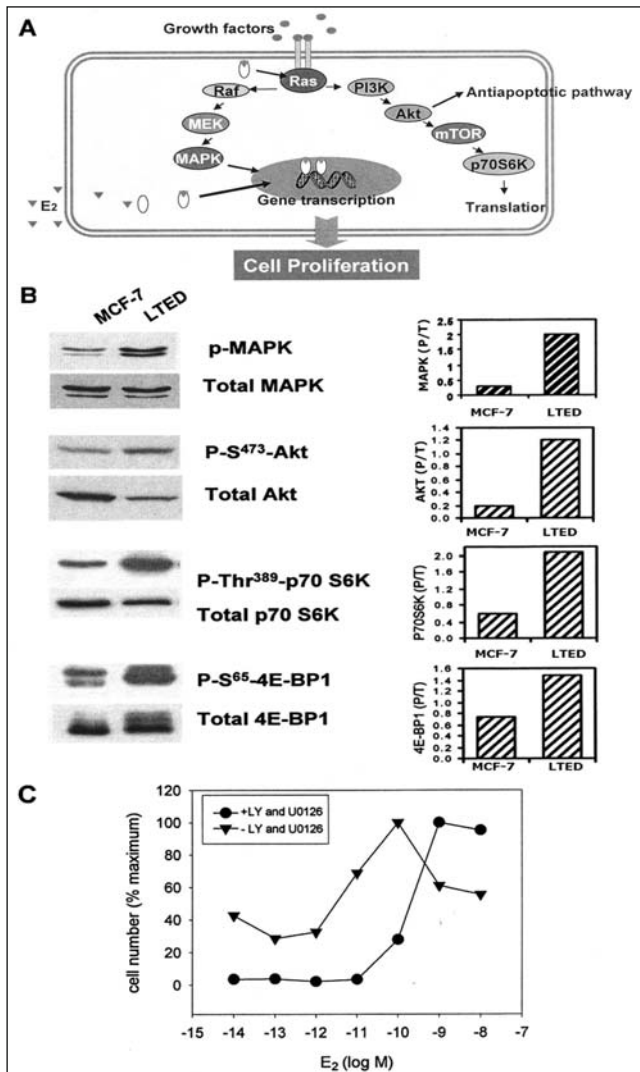 A
Growth factors
Ras
Raf
PI3K
Akt
Antiapoptotic pathway
MEK
mTOR
MAPK
p70S6K
E2
Gene transcription
Translation
Cell Proliferation
B
MCF-7
LTED
p-MAPK
Total MAPK
P-S473-Akt
Total Akt
P-Thr389-p70 S6K
Total p70 S6K
P-S65-4E-BP1
Total 4E-BP1
MAPK (P/T)
2.5
2
1.5
1
0.5
0
MCF-7 LTED
AKT (P/T)
1.4
1.2
1.0
0.8
0.6
0.4
0.2
0.0
MCF-7 LTED
P70S6K (P/T)
2.0
1.6
1.2
0.8
0.4
0.0
MCF-7 LTED
4E-BP1 (P/T)
1.6
1.4
1.2
1.0
0.8
0.6
0.4
0.2
0.0
MCF-7 LTED
C
+LY and U0126
- LY and U0126
cell number (% maximum)
120
100
80
60
40
20
0
-15 -14 -13 -12 -11 -10 -9 -8 -7
E2 (log M)